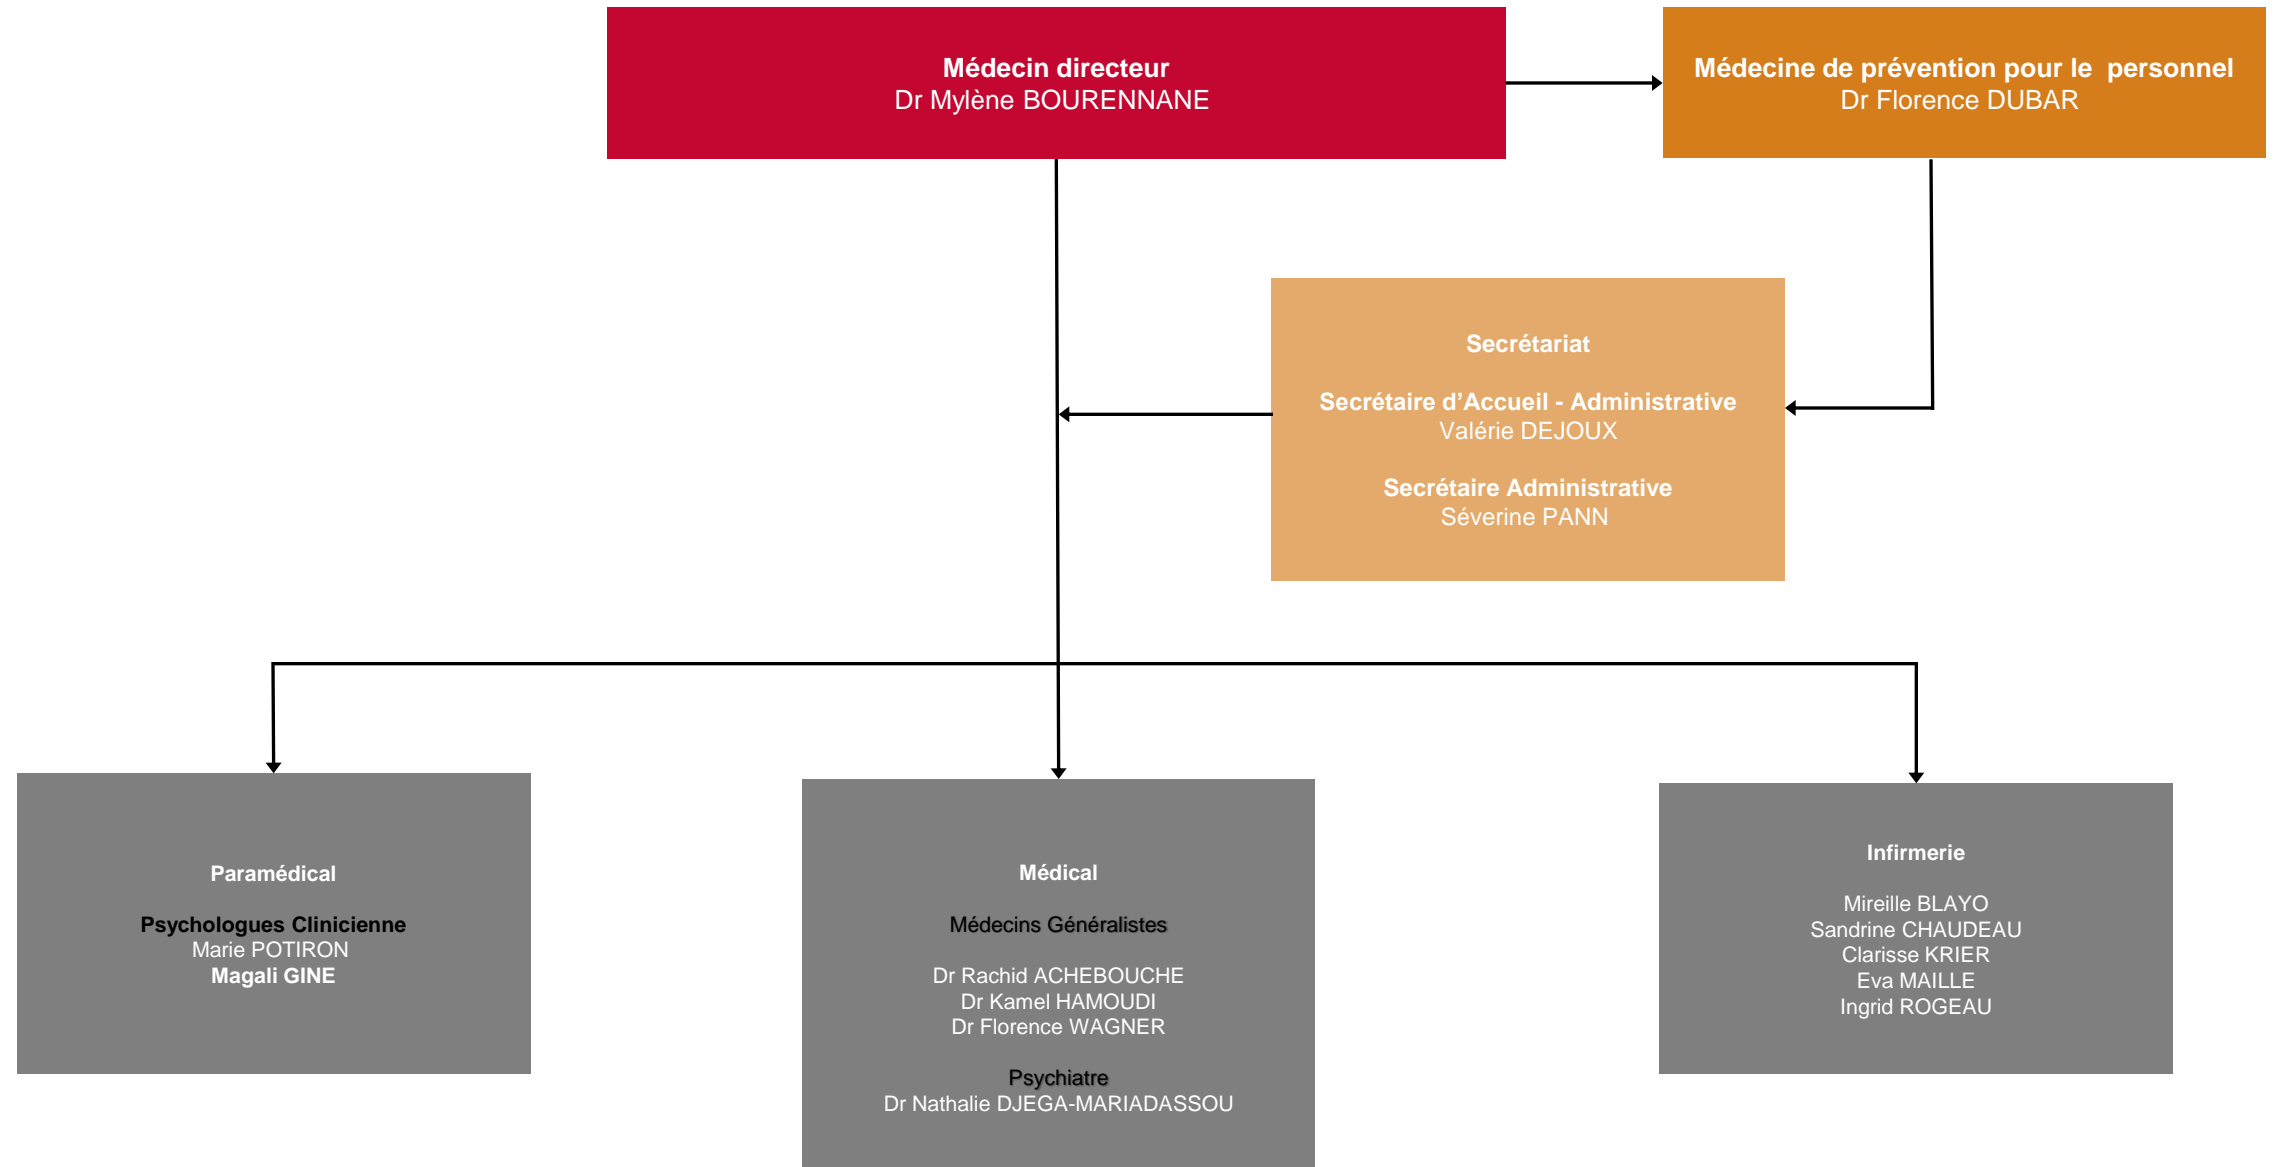 Médecin directeur
Dr Mylène BOURENNANE
Médecine de prévention pour le personnel
Dr Florence DUBAR
Secrétariat
Secrétaire d’Accueil - Administrative
Valérie DEJOUX
Secrétaire Administrative
Séverine PANN
Paramédical
Psychologues Clinicienne
Marie POTIRON
Magali GINE
Médical
Médecins Généralistes
Dr Rachid ACHEBOUCHE
Dr Kamel HAMOUDI
Dr Florence WAGNER
Psychiatre
Dr Nathalie DJEGA-MARIADASSOU
Infirmerie
Mireille BLAYO
Sandrine CHAUDEAU
Clarisse KRIER
Eva MAILLE
Ingrid ROGEAU